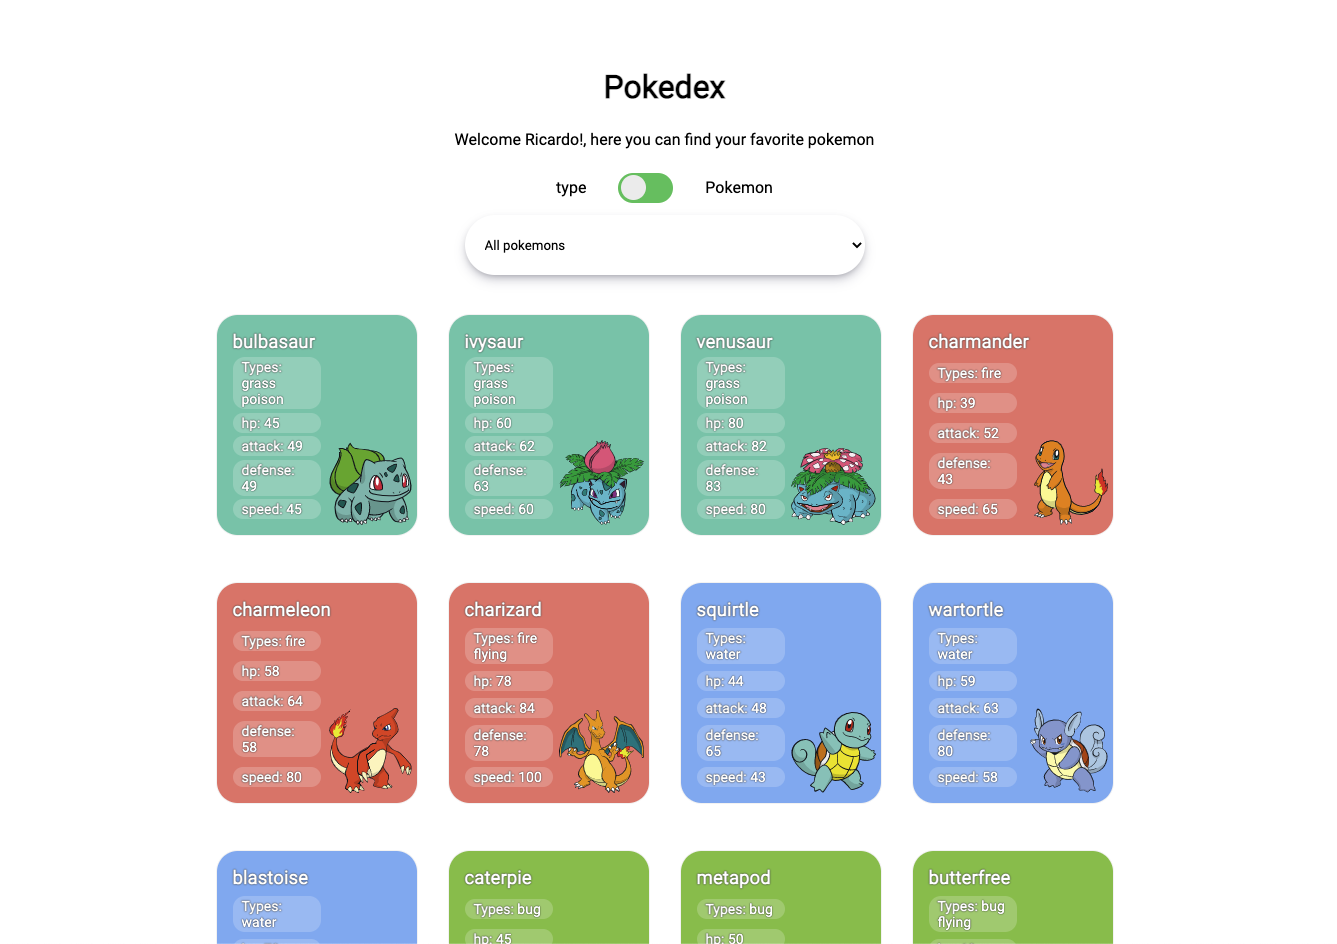 Pokedex
Welcome Ricardo!, here you can find your favorite pokemon
type
Pokemon
All pokemons
bulbasaur
Types:
grass
poison
hp: 45
attack: 49
defense:
49
speed: 45
ivysaur
Types:
grass
poison
hp: 60
attack: 62
defense:
63
speed: 60
venusaur
Types:
grass
poison
hp: 80
attack: 82
defense:
83
speed: 80
charmander
Types: fire
hp: 39
attack: 52
defense:
43
speed: 65
charmeleon
Types: fire
hp: 58
attack: 64
defense:
58
speed: 80
charizard
Types: fire
flying
hp: 78
attack: 84
defense:
78
speed: 100
squirtle
Types:
water
hp: 44
attack: 48
defense:
65
speed: 43
wartortle
Types:
water
hp: 59
attack: 63
defense:
80
speed: 58
blastoise
Types:
water
caterpie
Types: bug
hp: 45
metapod
Types: bug
hp: 50
butterfree
Types: bug
flying